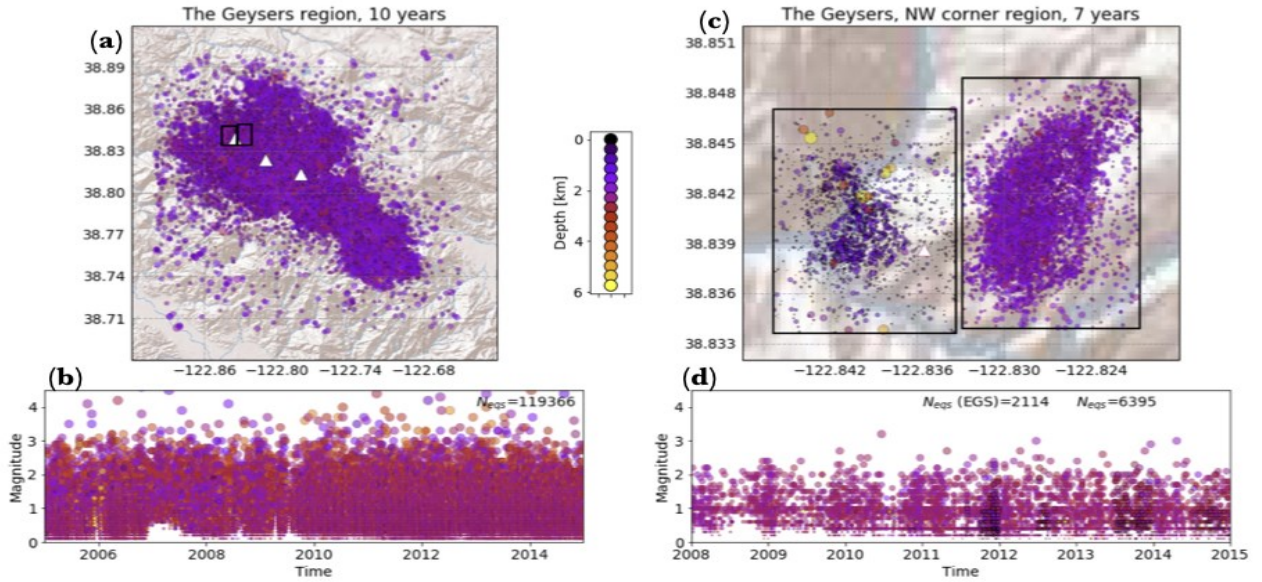 The Geysers region, 10 years
(a)
38.89
38.86
38.83
38.80
38.77
38.74
38.71
−122.86 −122.80 −122.74 −122.68
0
2
4
6
Depth [km]
The Geysers, NW corner region, 7 years
(c)
38.851
38.848
38.845
38.842
38.839
38.836
38.833
−122.842 −122.836 −122.830 −122.824
(b)
N_eqs=119366
4
3
2
1
0
Magnitude
2006 2008 2010 2012 2014
Time
(d)
N_eqs (EGS)=2114 N_eqs=6395
4
3
2
1
0
Magnitude
2008 2009 2010 2011 2012 2013 2014 2015
Time